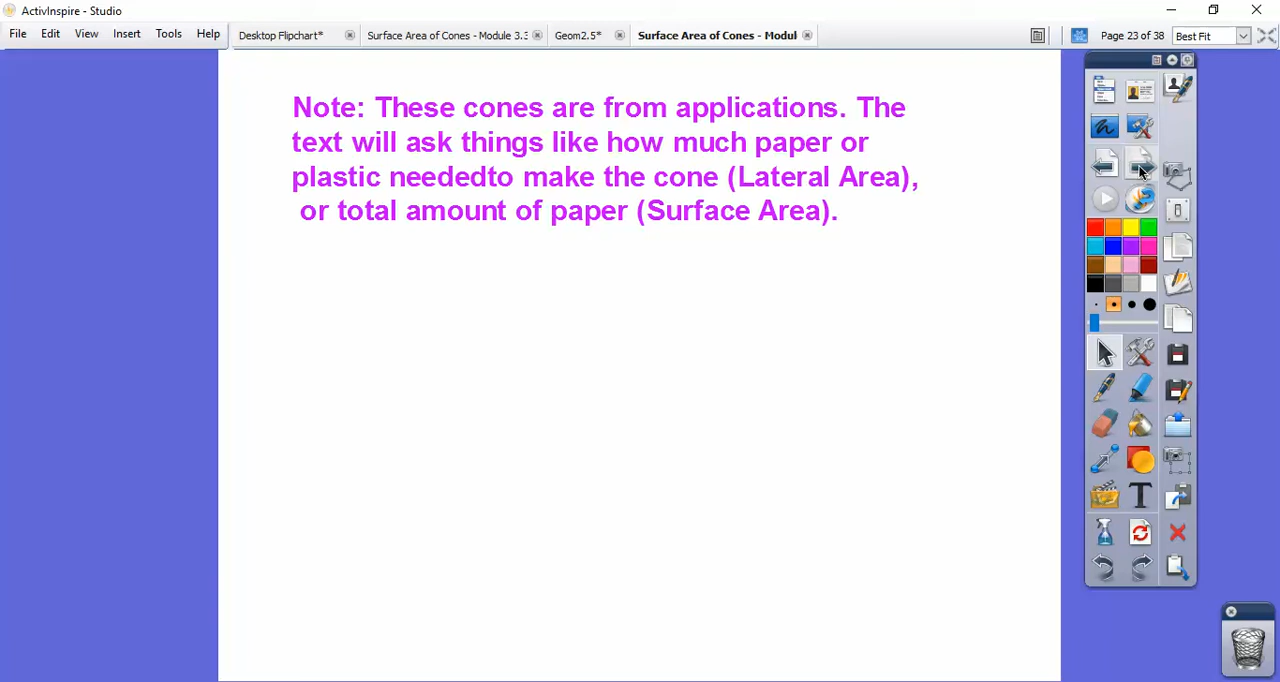 ActivInspire - Studio
File Edit View Insert Tools Help
Desktop Flipchart* Surface Area of Cones - Module 3.3 Geom2.5* Surface Area of Cones - Modul
Page 23 of 38 Best Fit
Note: These cones are from applications. The
text will ask things like how much paper or
plastic neededto make the cone (Lateral Area),
or total amount of paper (Surface Area).